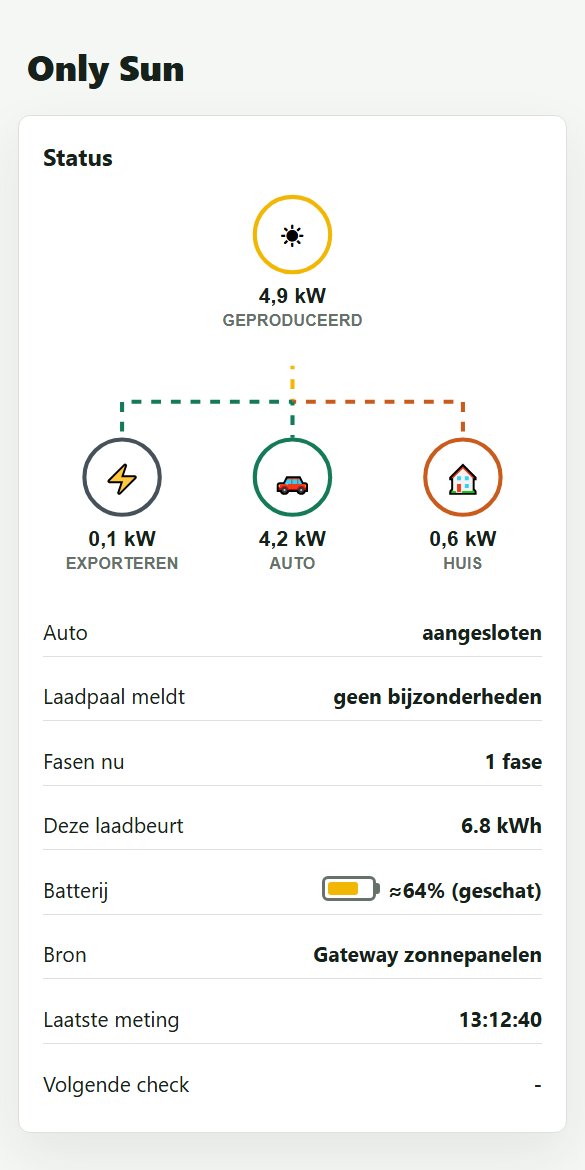 Only Sun
Status
4,9 kW
GEPRODUCEERD
0,1 kW 4,2 kW 0,6 kW
EXPORTEREN AUTO HUIS
Auto aangesloten
Laadpaal meldt geen bijzonderheden
Fasen nu 1 fase
Deze laadbeurt 6.8 kWh
Batterij ≈64% (geschat)
Bron Gateway zonnepanelen
Laatste meting 13:12:40
Volgende check -